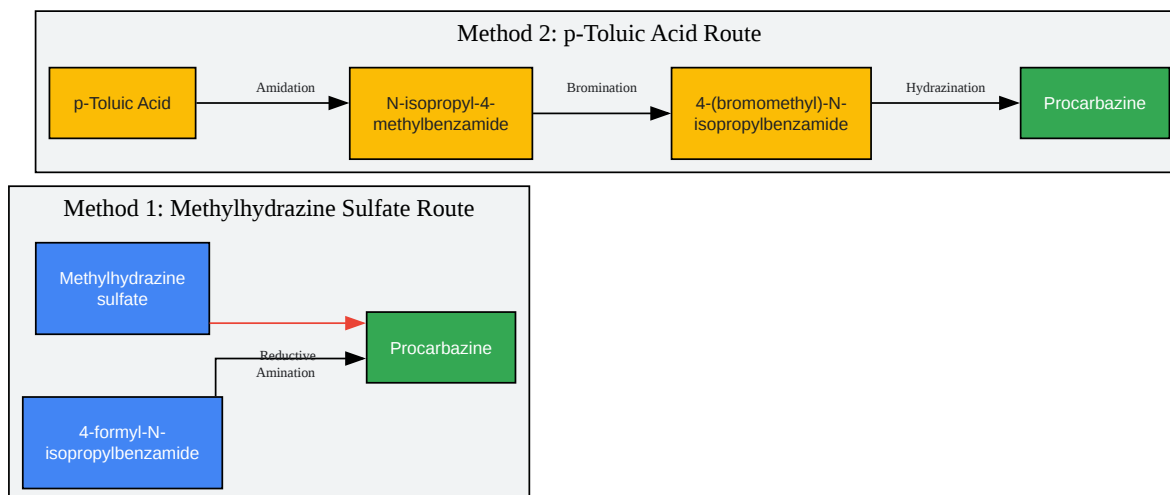 Method 2: p-Toluic Acid Route
p-Toluic Acid
Amidation
N-isopropyl-4-
methylbenzamide
Bromination
4-(bromomethyl)-N-
isopropylbenzamide
Hydrazination
Procarbazine
Method 1: Methylhydrazine Sulfate Route
Methylhydrazine
sulfate
Reductive
Amination
Procarbazine
4-formyl-N-
isopropylbenzamide